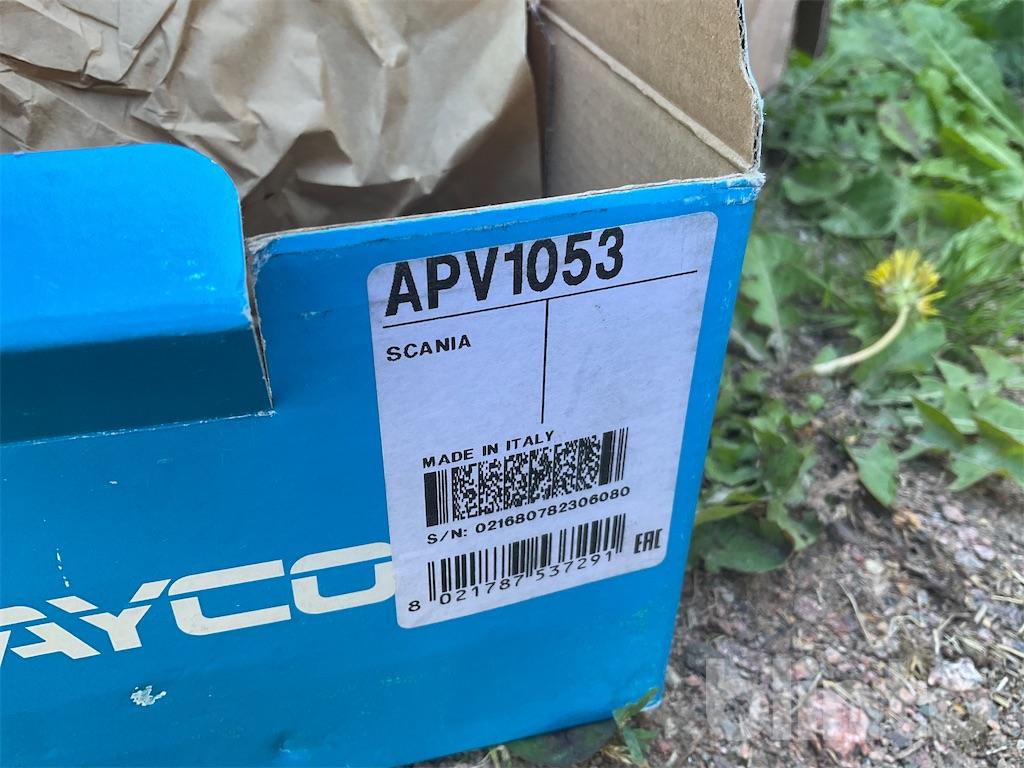 APV1053
SCANIA
MADE IN ITALY
S/N: 021680782306080
8 021787 537291
EAC
AYCO